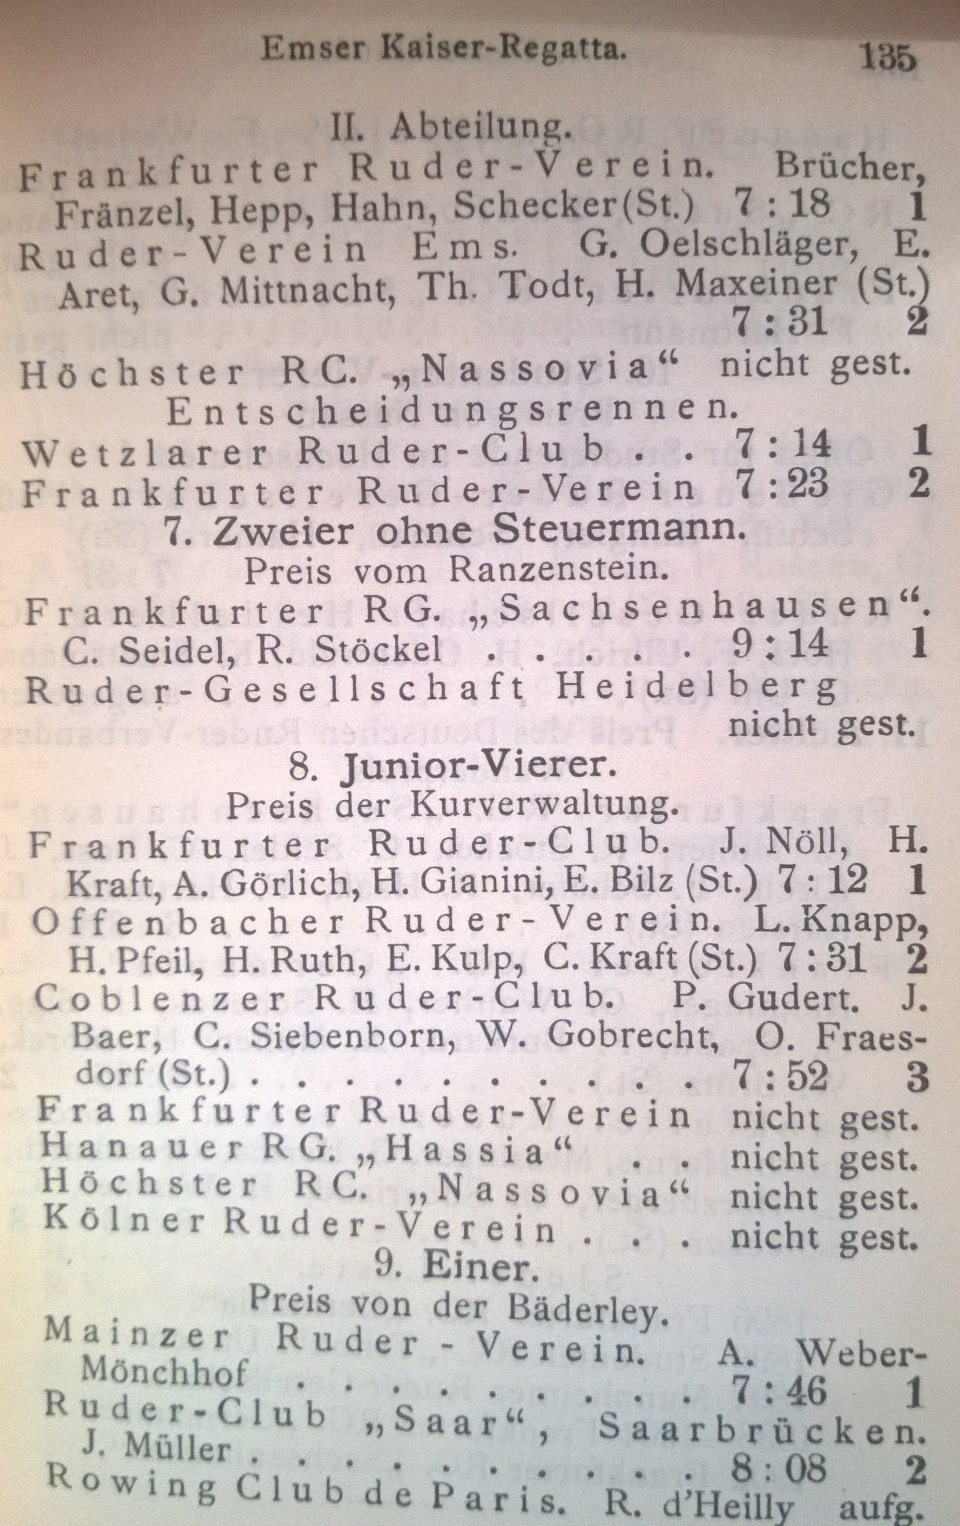 Emser Kaiser-Regatta. 135
II. Abteilung.
Frankfurter Ruder-Verein. Brücher,
Fränzel, Hepp, Hahn, Schecker (St.) 7 : 18 1
Ruder-Verein Ems. G. Oelschläger, E.
Aret, G. Mittnacht, Th. Todt, H. Maxeiner (St.)
7 : 31 2
Höchster RC. „Nassovia“ nicht gest.
Entscheidungsrennen.
Wetzlarer Ruder-Club . . 7 : 14 1
Frankfurter Ruder-Verein 7 : 23 2
7. Zweier ohne Steuermann.
Preis vom Ranzenstein.
Frankfurter RG. „Sachsenhausen“.
C. Seidel, R. Stöckel . . . . . 9 : 14 1
Ruder-Gesellschaft Heidelberg
nicht gest.
8. Junior-Vierer.
Preis der Kurverwaltung.
Frankfurter Ruder-Club. J. Nöll, H.
Kraft, A. Görlich, H. Gianini, E. Bilz (St.) 7 : 12 1
Offenbacher Ruder-Verein. L. Knapp,
H. Pfeil, H. Ruth, E. Kulp, C. Kraft (St.) 7 : 31 2
Coblenzer Ruder-Club. P. Gudert. J.
Baer, C. Siebenborn, W. Gobrecht, O. Fraes-
dorf (St.) . . . . . . . . . . 7 : 52 3
Frankfurter Ruder-Verein nicht gest.
Hanauer RG. „Hassia“ . . nicht gest.
Höchster RC. „Nassovia“ nicht gest.
Kölner Ruder-Verein . . . nicht gest.
9. Einer.
Preis von der Bäderley.
Mainzer Ruder-Verein. A. Weber-
Mönchhof . . . . . . . . . 7 : 46 1
Ruder-Club „Saar“, Saarbrücken.
J. Müller . . . . . . . . . . 8 : 08 2
Rowing Club de Paris. R. d'Heilly aufg.